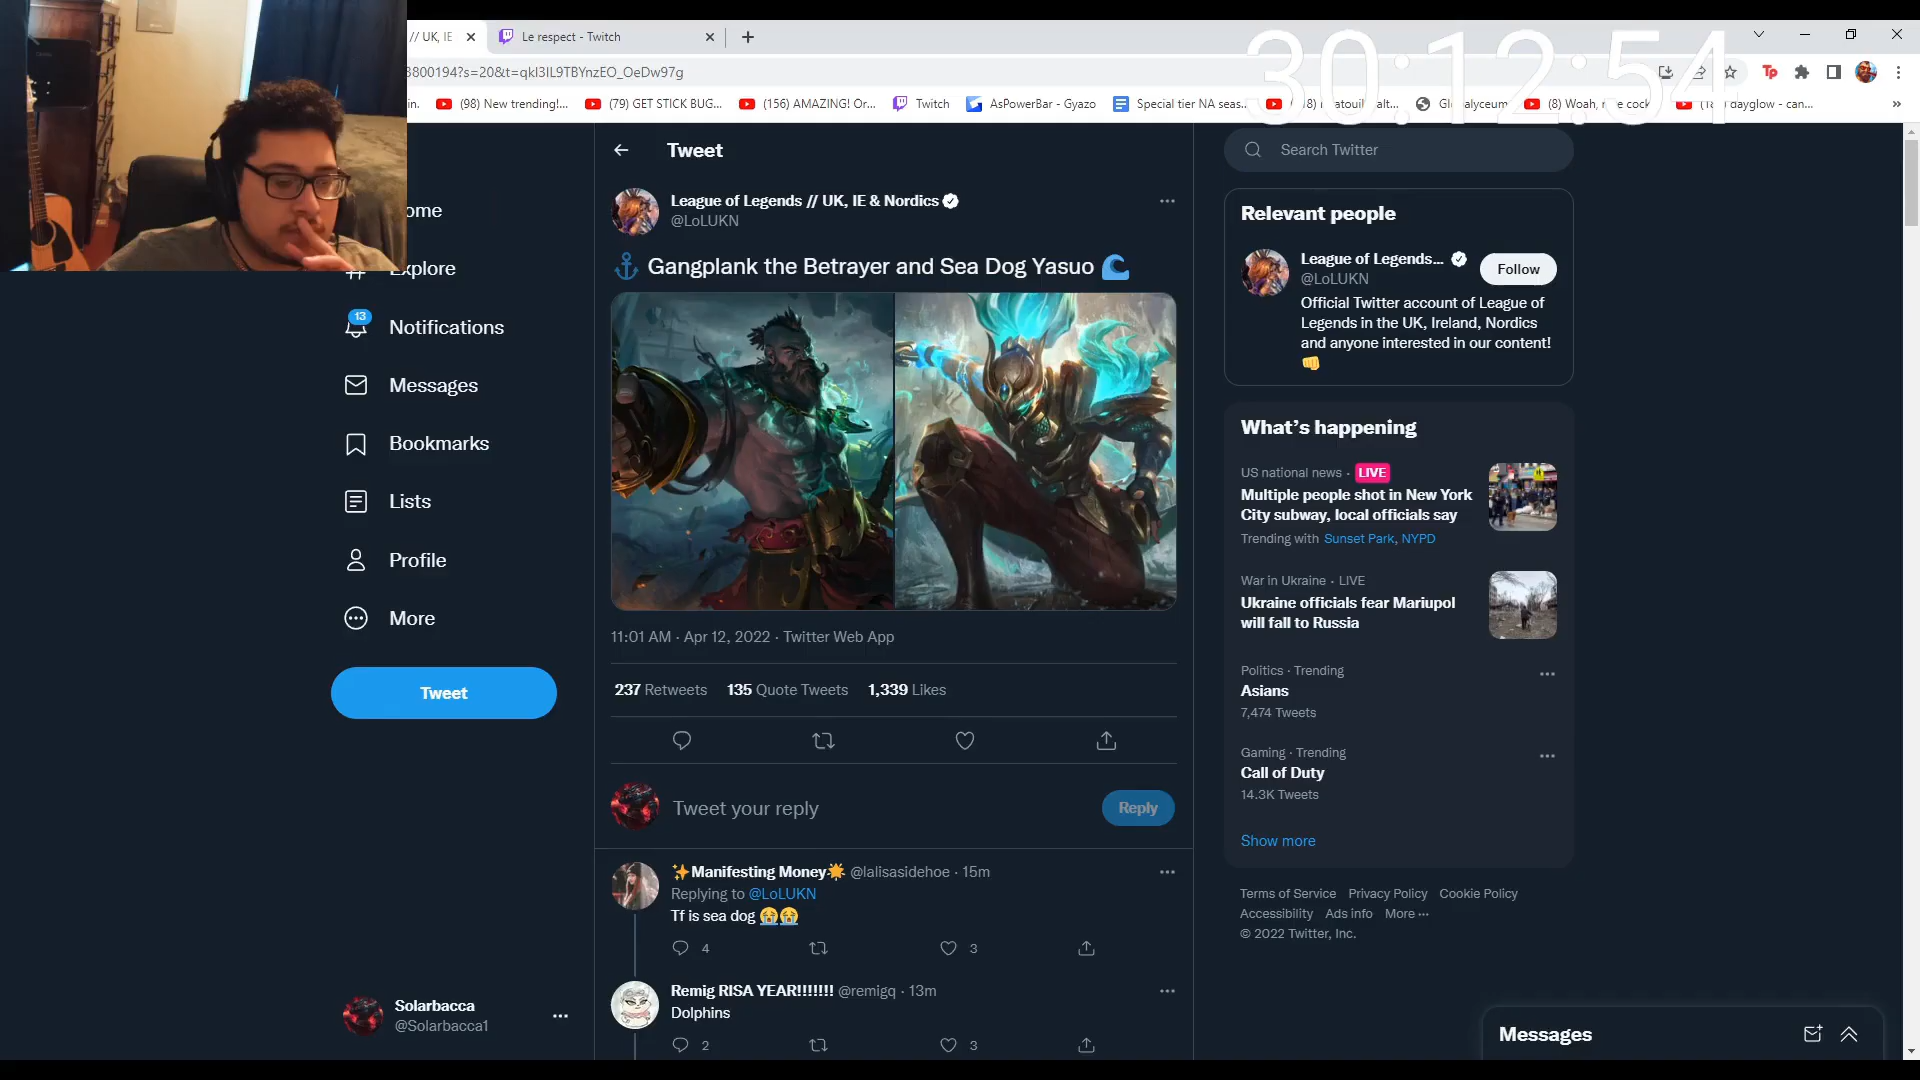 // UK, IE
Le respect - Twitch
30:12:54
3800194?s=20&t=qkI3IL9TBYnzEO_OeDw97g
in.
(98) New trending!...
(79) GET STICK BUG...
(156) AMAZING! Or...
Twitch
AsPowerBar - Gyazo
Special tier NA seas...
(8) Woah,
dayglow - can...
Tweet
Search Twitter
League of Legends // UK, IE & Nordics
@LoLUKN
⚓ Gangplank the Betrayer and Sea Dog Yasuo 🌊
11:01 AM · Apr 12, 2022 · Twitter Web App
237 Retweets 135 Quote Tweets 1,339 Likes
Tweet your reply
Reply
✨Manifesting Money🌟 @lalisasidehoe · 15m
Replying to @LoLUKN
Tf is sea dog 😭😭
4
3
Remig RISA YEAR!!!!!!! @remigq · 13m
Dolphins
2
3
ome
Explore
13
Notifications
Messages
Bookmarks
Lists
Profile
More
Tweet
Solarbacca
@Solarbacca1
Relevant people
League of Legends...
@LoLUKN
Follow
Official Twitter account of League of
Legends in the UK, Ireland, Nordics
and anyone interested in our content!
👊
What's happening
US national news · LIVE
Multiple people shot in New York
City subway, local officials say
Trending with Sunset Park, NYPD
War in Ukraine · LIVE
Ukraine officials fear Mariupol
will fall to Russia
Politics · Trending
Asians
7,474 Tweets
Gaming · Trending
Call of Duty
14.3K Tweets
Show more
Terms of Service Privacy Policy Cookie Policy
Accessibility Ads info More ···
© 2022 Twitter, Inc.
Messages